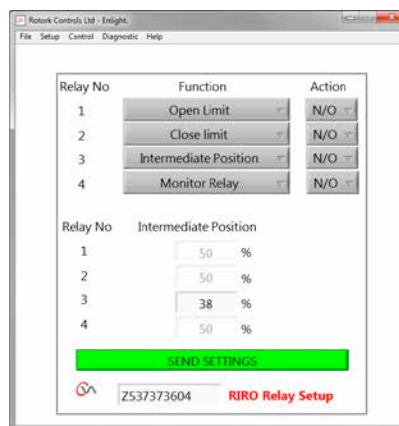 Rotork Controls Ltd - Enlight.
File Setup Control Diagnostic Help
Relay No Function Action
1 Open Limit N/O
2 Close limit N/O
3 Intermediate Position N/O
4 Monitor Relay N/O
Relay No Intermediate Position
1 50 %
2 50 %
3 38 %
4 50 %
SEND SETTINGS
Z537373604 RIRO Relay Setup